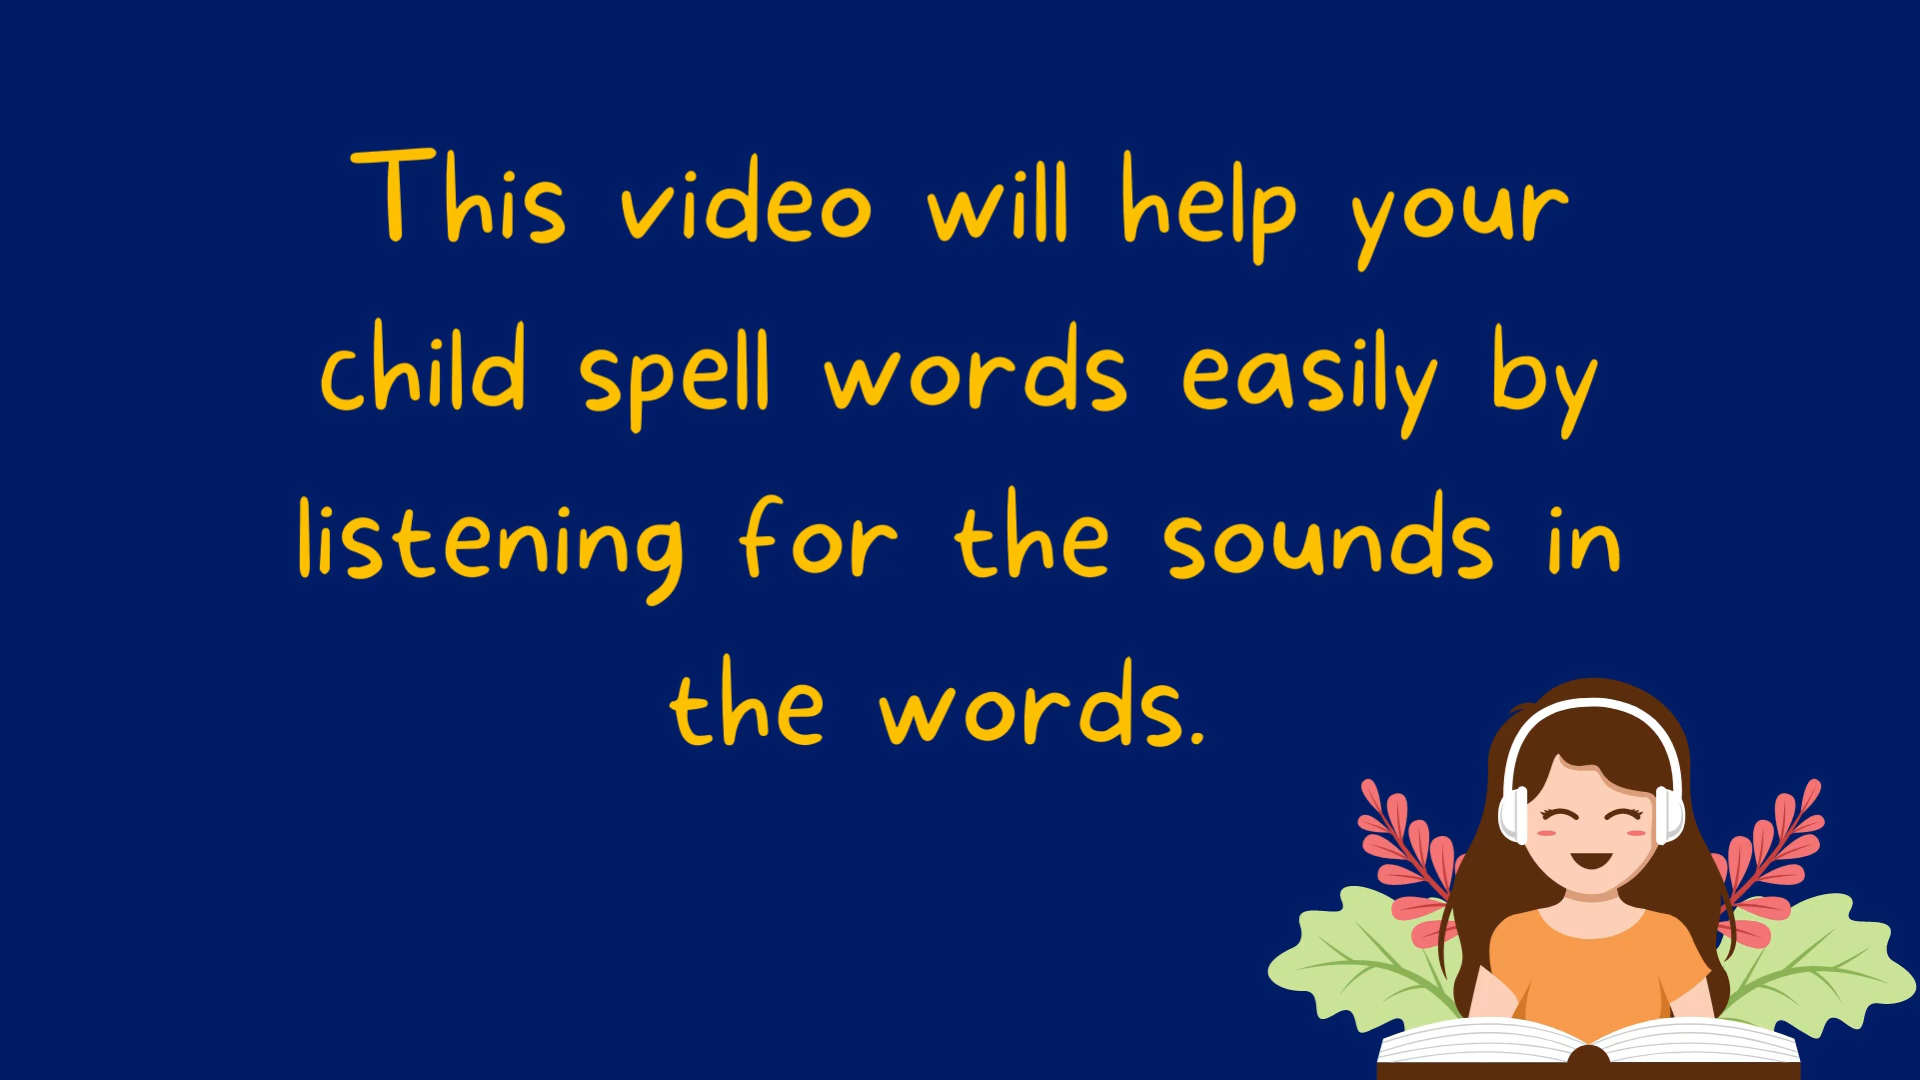 This video will help your
child spell words easily by
listening for the sounds in
the words.